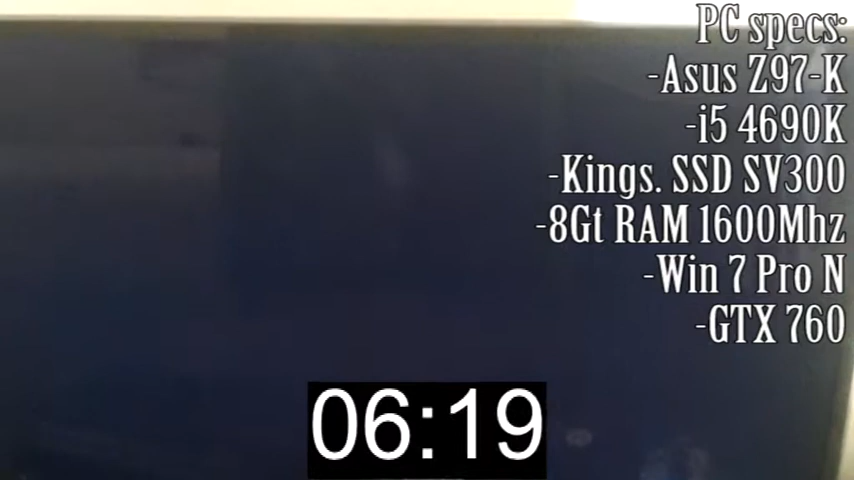 PC specs:
-Asus Z97-K
-i5 4690K
-Kings. SSD SV300
-8Gt RAM 1600Mhz
-Win 7 Pro N
-GTX 760
06:19